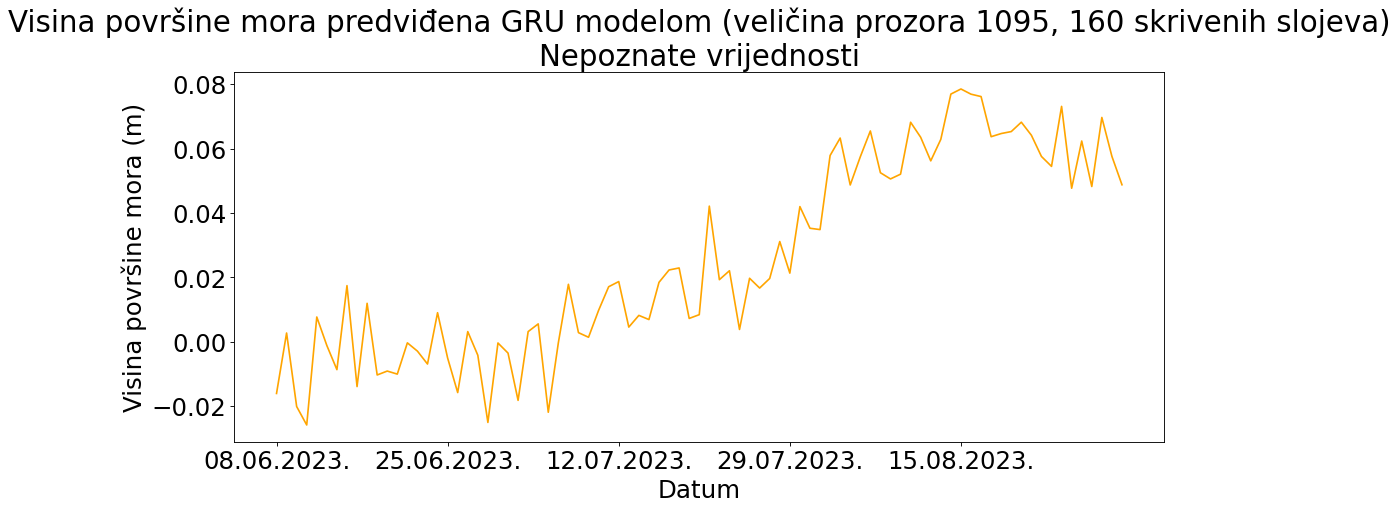 Visina površine mora predviđena GRU modelom (veličina prozora 1095, 160 skrivenih slojeva)
Nepoznate vrijednosti
Visina površine mora (m)
0.08
0.06
0.04
0.02
0.00
−0.02
08.06.2023. 25.06.2023. 12.07.2023. 29.07.2023. 15.08.2023.
Datum